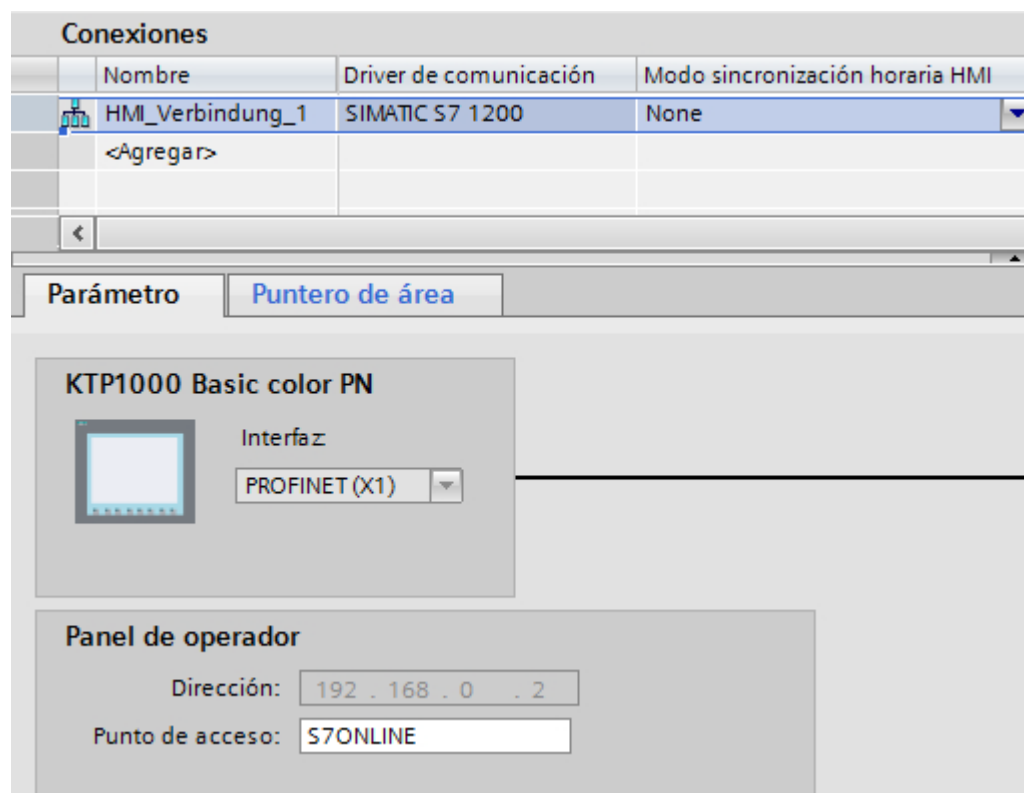 Conexiones
Nombre Driver de comunicación Modo sincronización horaria HMI
HMI_Verbindung_1 SIMATIC S7 1200 None
<Agregar>
Parámetro Puntero de área
KTP1000 Basic color PN
Interfaz:
PROFINET (X1)
Panel de operador
Dirección: 192 . 168 . 0 . 2
Punto de acceso: S7ONLINE